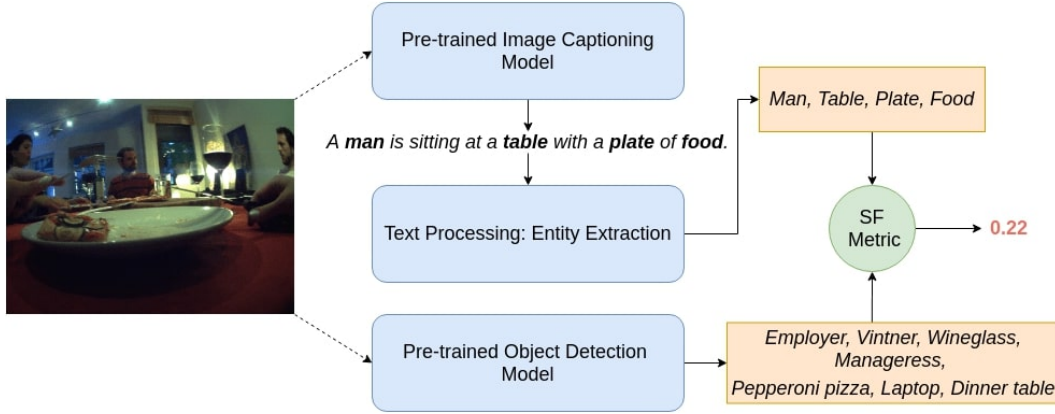 Pre-trained Image Captioning
Model
A man is sitting at a table with a plate of food.
Text Processing: Entity Extraction
Pre-trained Object Detection
Model
Man, Table, Plate, Food
SF
Metric
0.22
Employer, Vintner, Wineglass,
Manageress,
Pepperoni pizza, Laptop, Dinner table